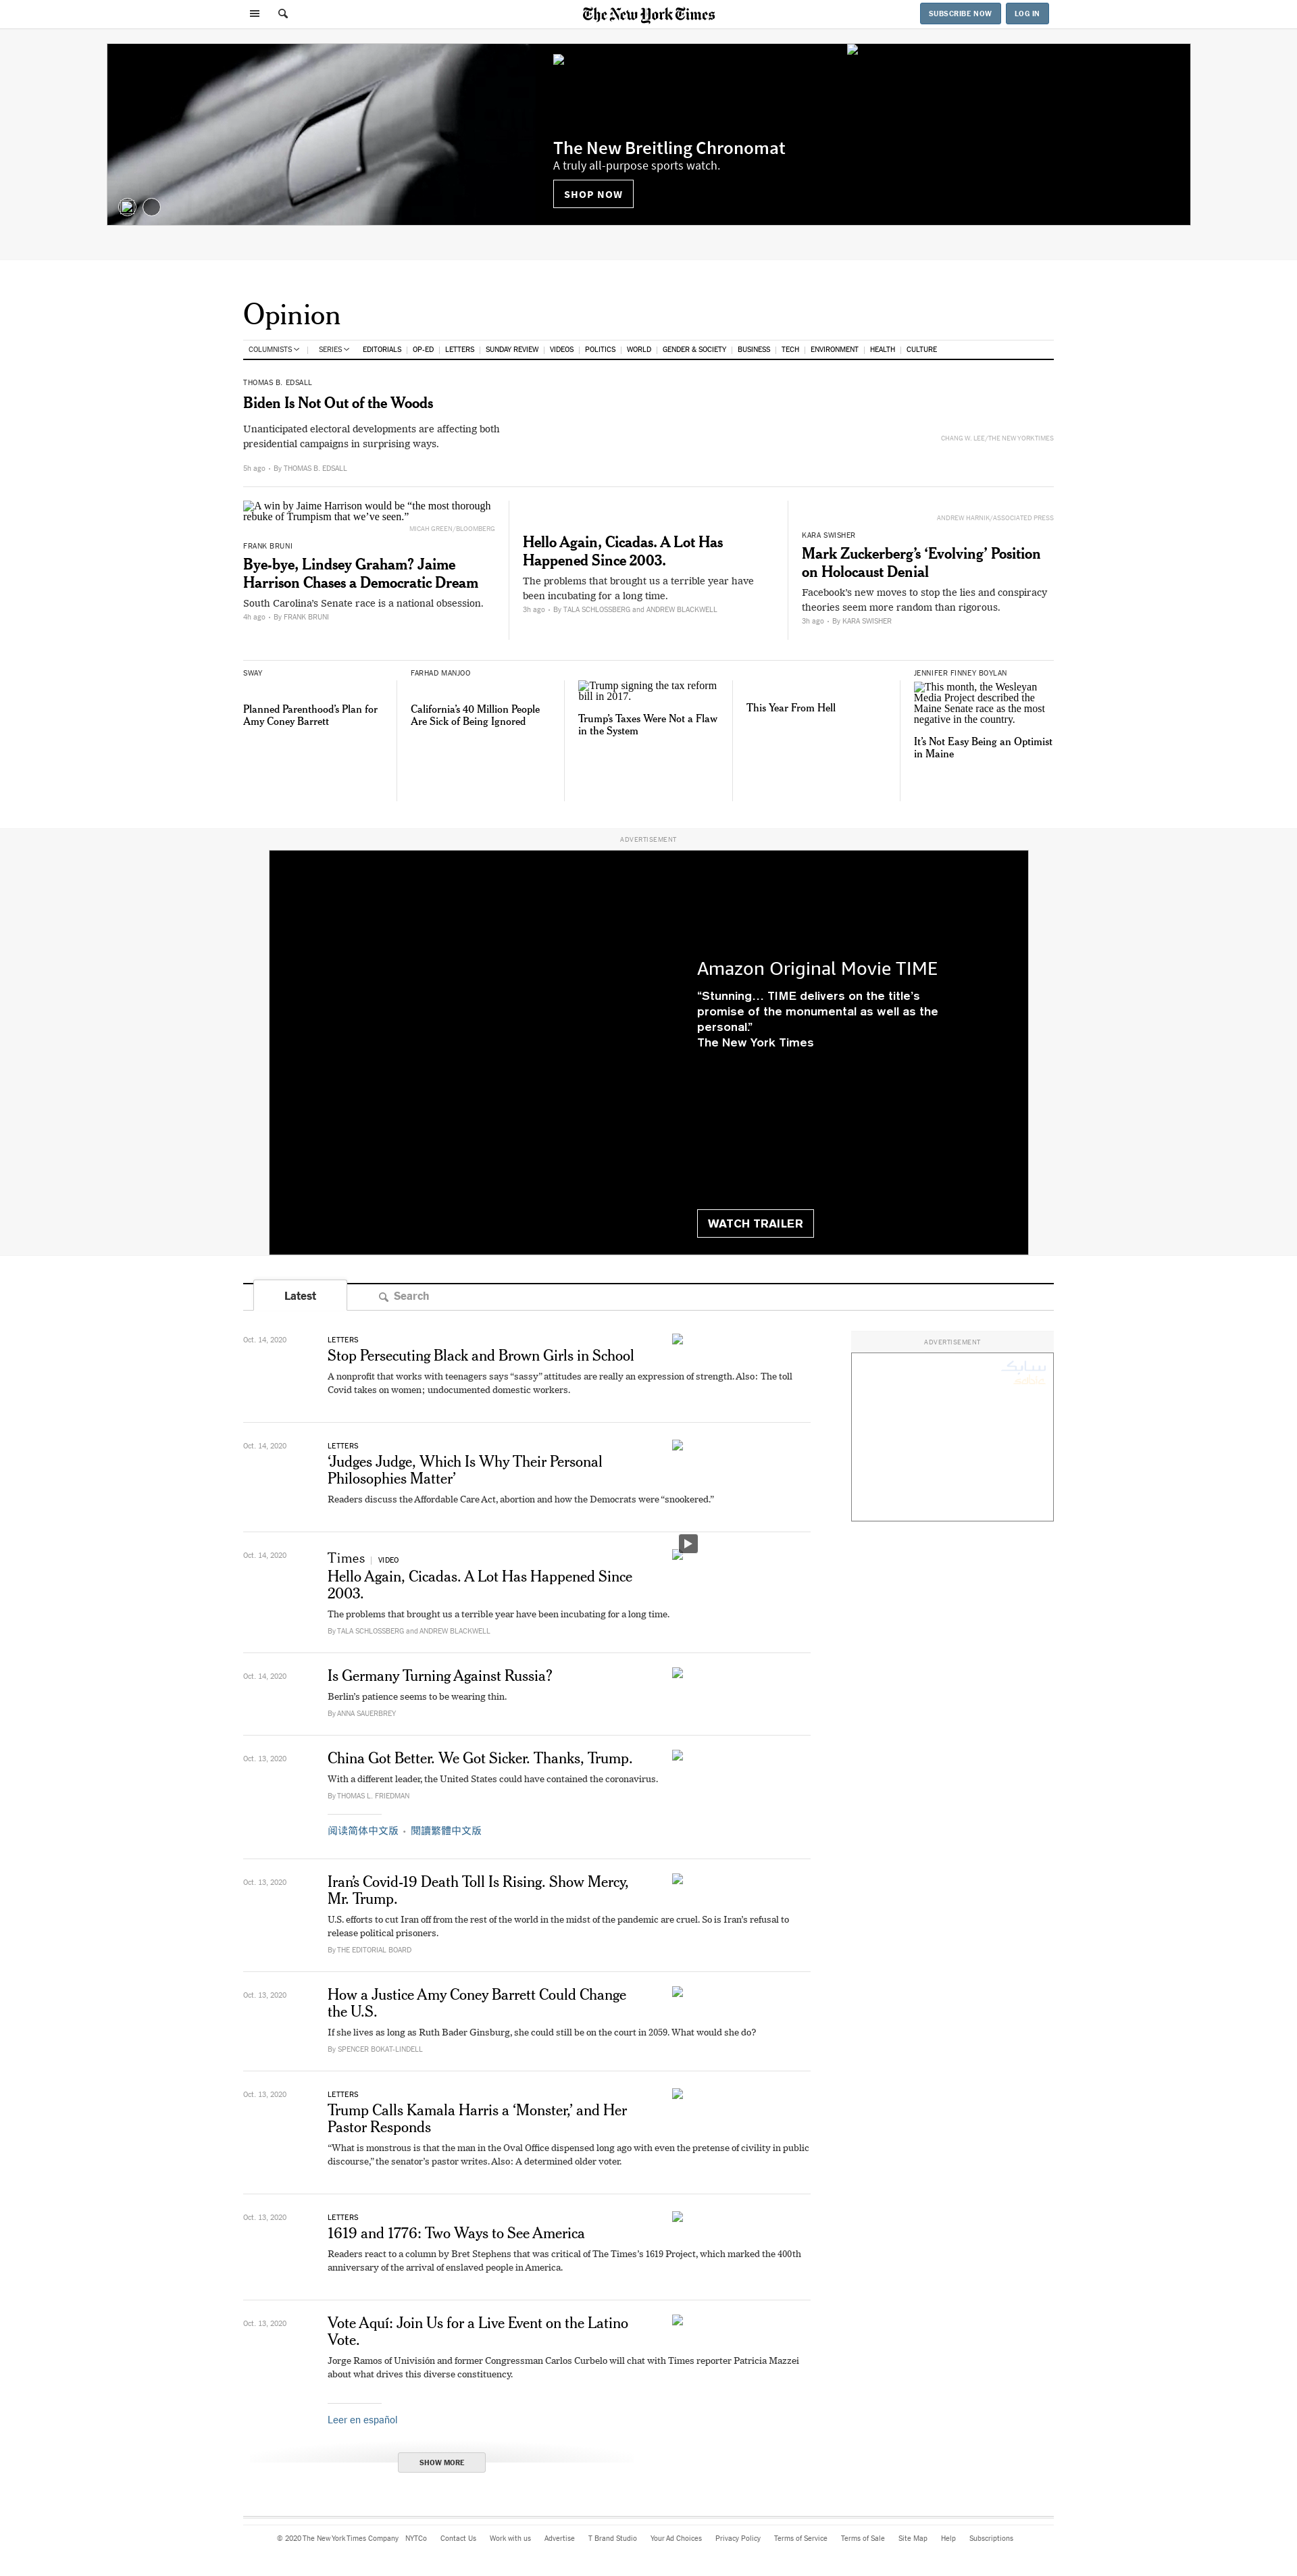 The New York Times
SUBSCRIBE NOW
LOG IN
The New Breitling Chronomat
A truly all-purpose sports watch.
SHOP NOW
Opinion
COLUMNISTS
SERIES
EDITORIALS | OP-ED | LETTERS | SUNDAY REVIEW | VIDEOS | POLITICS | WORLD | GENDER & SOCIETY | BUSINESS | TECH | ENVIRONMENT | HEALTH | CULTURE
THOMAS B. EDSALL
Biden Is Not Out of the Woods
Unanticipated electoral developments are affecting both
presidential campaigns in surprising ways.
5h ago • By THOMAS B. EDSALL
CHANG W. LEE/THE NEW YORK TIMES
A win by Jaime Harrison would be “the most thorough
rebuke of Trumpism that we’ve seen.”
MICAH GREEN/BLOOMBERG
FRANK BRUNI
Bye-bye, Lindsey Graham? Jaime
Harrison Chases a Democratic Dream
South Carolina’s Senate race is a national obsession.
4h ago • By FRANK BRUNI
Hello Again, Cicadas. A Lot Has
Happened Since 2003.
The problems that brought us a terrible year have
been incubating for a long time.
3h ago • By TALA SCHLOSSBERG and ANDREW BLACKWELL
ANDREW HARNIK/ASSOCIATED PRESS
KARA SWISHER
Mark Zuckerberg’s ‘Evolving’ Position
on Holocaust Denial
Facebook’s new moves to stop the lies and conspiracy
theories seem more random than rigorous.
3h ago • By KARA SWISHER
SWAY
Planned Parenthood’s Plan for
Amy Coney Barrett
FARHAD MANJOO
California’s 40 Million People
Are Sick of Being Ignored
Trump signing the tax reform
bill in 2017.
Trump’s Taxes Were Not a Flaw
in the System
This Year From Hell
JENNIFER FINNEY BOYLAN
This month, the Wesleyan
Media Project described the
Maine Senate race as the most
negative in the country.
It’s Not Easy Being an Optimist
in Maine
ADVERTISEMENT
Amazon Original Movie TIME
“Stunning… TIME delivers on the title’s
promise of the monumental as well as the
personal.”
The New York Times
WATCH TRAILER
Latest
Search
Oct. 14, 2020
LETTERS
Stop Persecuting Black and Brown Girls in School
A nonprofit that works with teenagers says “sassy” attitudes are really an expression of strength. Also: The toll
Covid takes on women; undocumented domestic workers.
ADVERTISEMENT
سابك
sabic
Oct. 14, 2020
LETTERS
‘Judges Judge, Which Is Why Their Personal
Philosophies Matter’
Readers discuss the Affordable Care Act, abortion and how the Democrats were “snookered.”
Oct. 14, 2020
Times | VIDEO
Hello Again, Cicadas. A Lot Has Happened Since
2003.
The problems that brought us a terrible year have been incubating for a long time.
By TALA SCHLOSSBERG and ANDREW BLACKWELL
Oct. 14, 2020
Is Germany Turning Against Russia?
Berlin’s patience seems to be wearing thin.
By ANNA SAUERBREY
Oct. 13, 2020
China Got Better. We Got Sicker. Thanks, Trump.
With a different leader, the United States could have contained the coronavirus.
By THOMAS L. FRIEDMAN
阅读简体中文版 • 閱讀繁體中文版
Oct. 13, 2020
Iran’s Covid-19 Death Toll Is Rising. Show Mercy,
Mr. Trump.
U.S. efforts to cut Iran off from the rest of the world in the midst of the pandemic are cruel. So is Iran’s refusal to
release political prisoners.
By THE EDITORIAL BOARD
Oct. 13, 2020
How a Justice Amy Coney Barrett Could Change
the U.S.
If she lives as long as Ruth Bader Ginsburg, she could still be on the court in 2059. What would she do?
By SPENCER BOKAT-LINDELL
Oct. 13, 2020
LETTERS
Trump Calls Kamala Harris a ‘Monster,’ and Her
Pastor Responds
“What is monstrous is that the man in the Oval Office dispensed long ago with even the pretense of civility in public
discourse,” the senator’s pastor writes. Also: A determined older voter.
Oct. 13, 2020
LETTERS
1619 and 1776: Two Ways to See America
Readers react to a column by Bret Stephens that was critical of The Times’s 1619 Project, which marked the 400th
anniversary of the arrival of enslaved people in America.
Oct. 13, 2020
Vote Aquí: Join Us for a Live Event on the Latino
Vote.
Jorge Ramos of Univisión and former Congressman Carlos Curbelo will chat with Times reporter Patricia Mazzei
about what drives this diverse constituency.
Leer en español
SHOW MORE
© 2020 The New York Times Company NYTCo Contact Us Work with us Advertise T Brand Studio Your Ad Choices Privacy Policy Terms of Service Terms of Sale Site Map Help Subscriptions